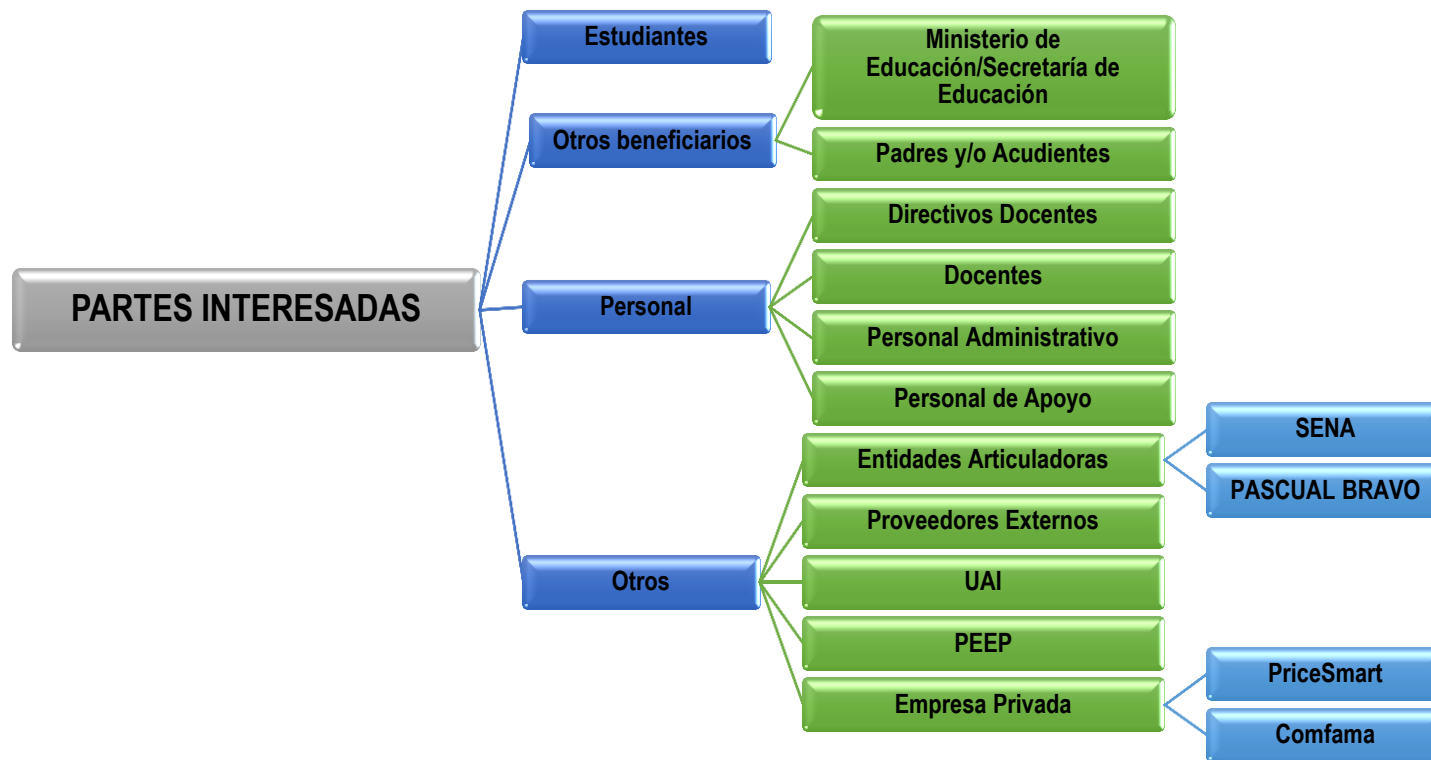 PARTES INTERESADAS
Estudiantes
Otros beneficiarios
Ministerio de
Educación/Secretaría de
Educación
Padres y/o Acudientes
Personal
Directivos Docentes
Docentes
Personal Administrativo
Personal de Apoyo
Otros
Entidades Articuladoras
SENA
PASCUAL BRAVO
Proveedores Externos
UAI
PEEP
Empresa Privada
PriceSmart
Comfama